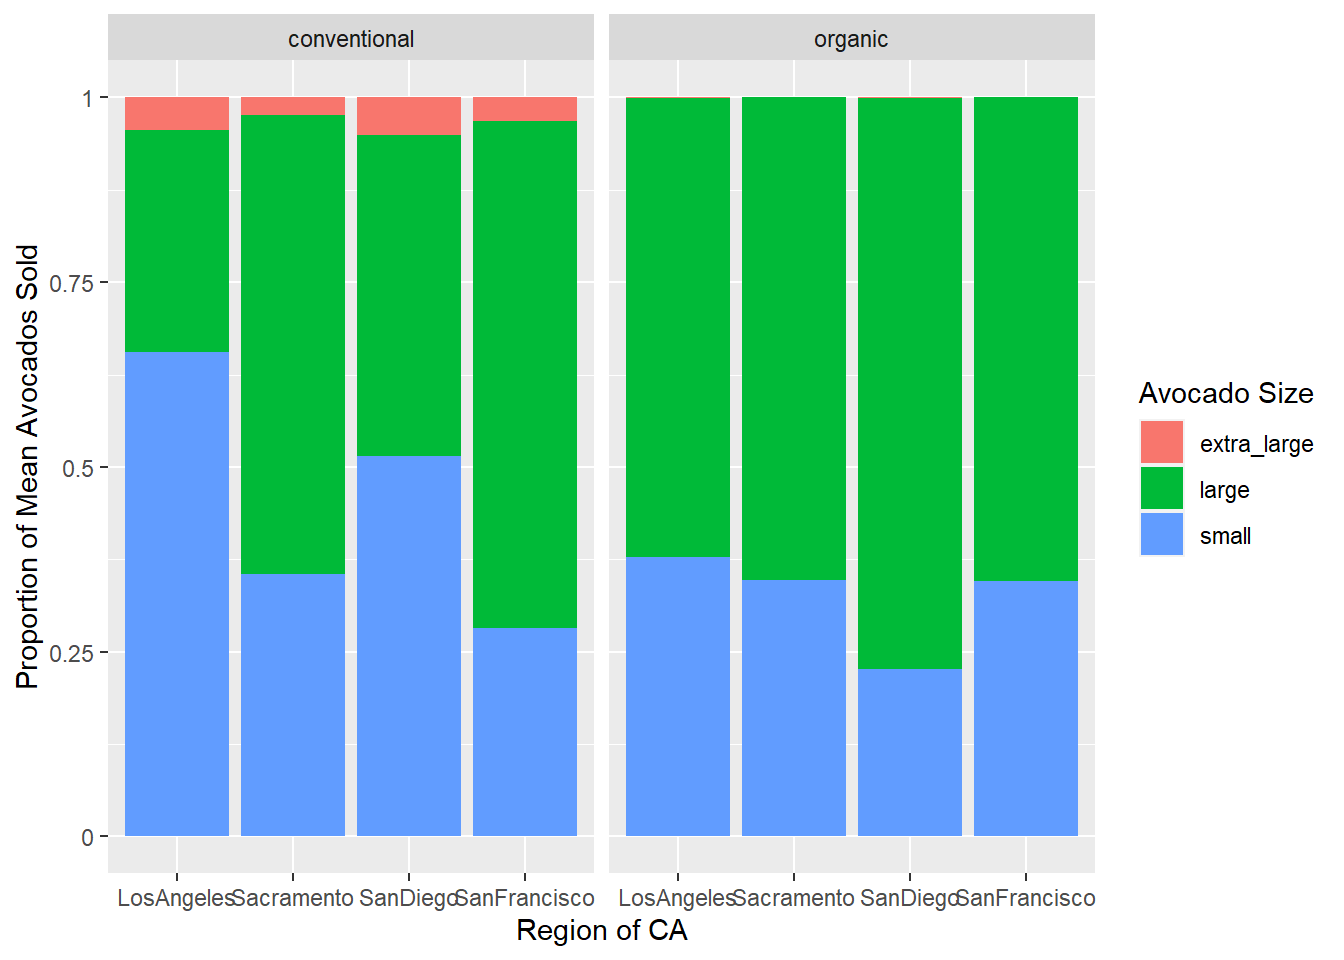 conventional
organic
Proportion of Mean Avocados Sold
1
0.75
0.5
0.25
0
LosAngeles Sacramento SanDiego SanFrancisco
LosAngeles Sacramento SanDiego SanFrancisco
Region of CA
Avocado Size
extra_large
large
small